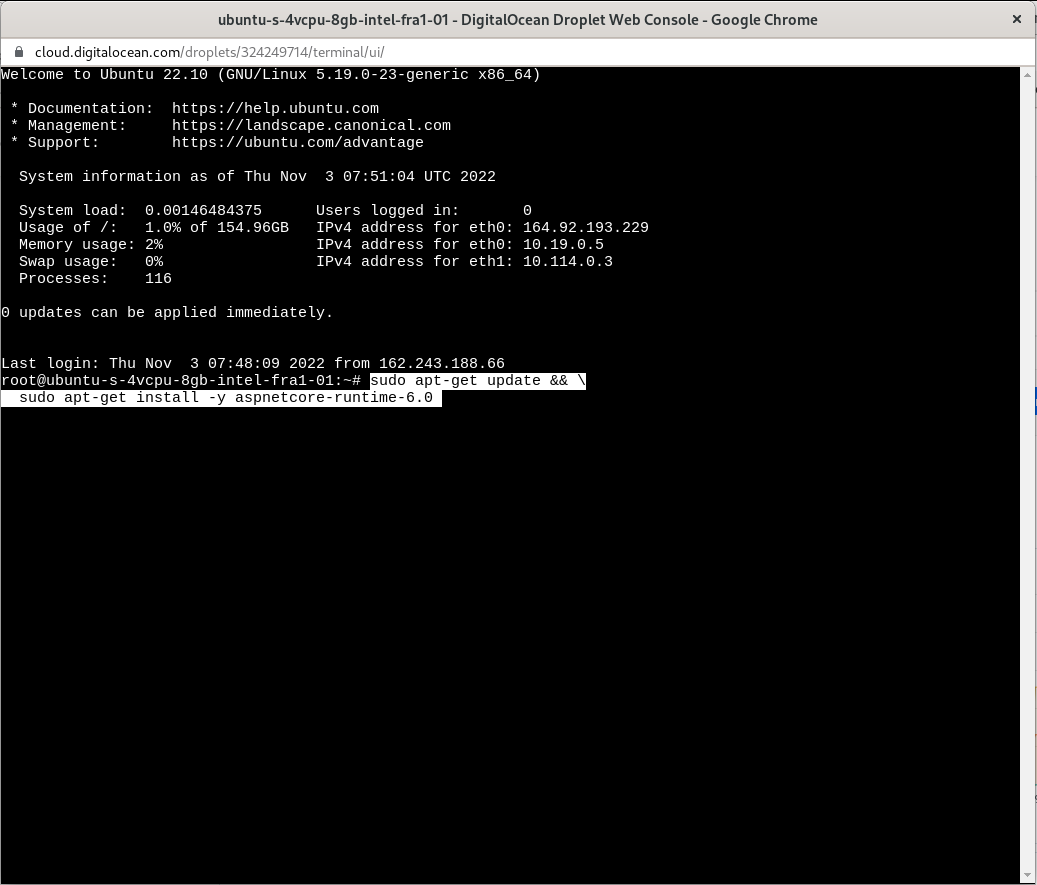 ubuntu-s-4vcpu-8gb-intel-fra1-01 - DigitalOcean Droplet Web Console - Google Chrome
cloud.digitalocean.com/droplets/324249714/terminal/ui/
Welcome to Ubuntu 22.10 (GNU/Linux 5.19.0-23-generic x86_64)
* Documentation:  https://help.ubuntu.com
* Management:     https://landscape.canonical.com
* Support:        https://ubuntu.com/advantage
System information as of Thu Nov  3 07:51:04 UTC 2022
System load:  0.00146484375      Users logged in:       0
Usage of /:   1.0% of 154.96GB   IPv4 address for eth0: 164.92.193.229
Memory usage: 2%                 IPv4 address for eth0: 10.19.0.5
Swap usage:   0%                 IPv4 address for eth1: 10.114.0.3
Processes:    116
0 updates can be applied immediately.
Last login: Thu Nov  3 07:48:09 2022 from 162.243.188.66
root@ubuntu-s-4vcpu-8gb-intel-fra1-01:~# sudo apt-get update && \
sudo apt-get install -y aspnetcore-runtime-6.0